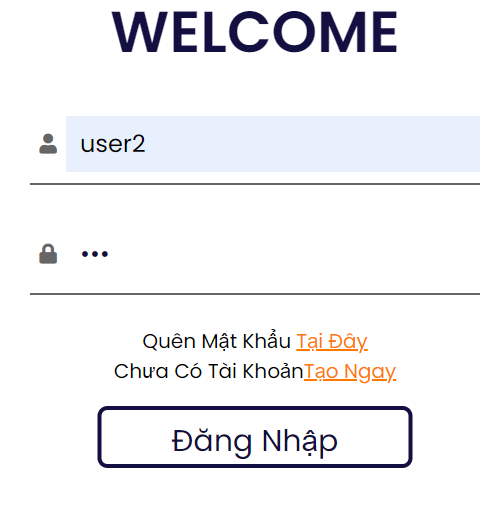 WELCOME
user2
•••
Quên Mật Khẩu Tại Đây
Chưa Có Tài KhoảnTạo Ngay
Đăng Nhập